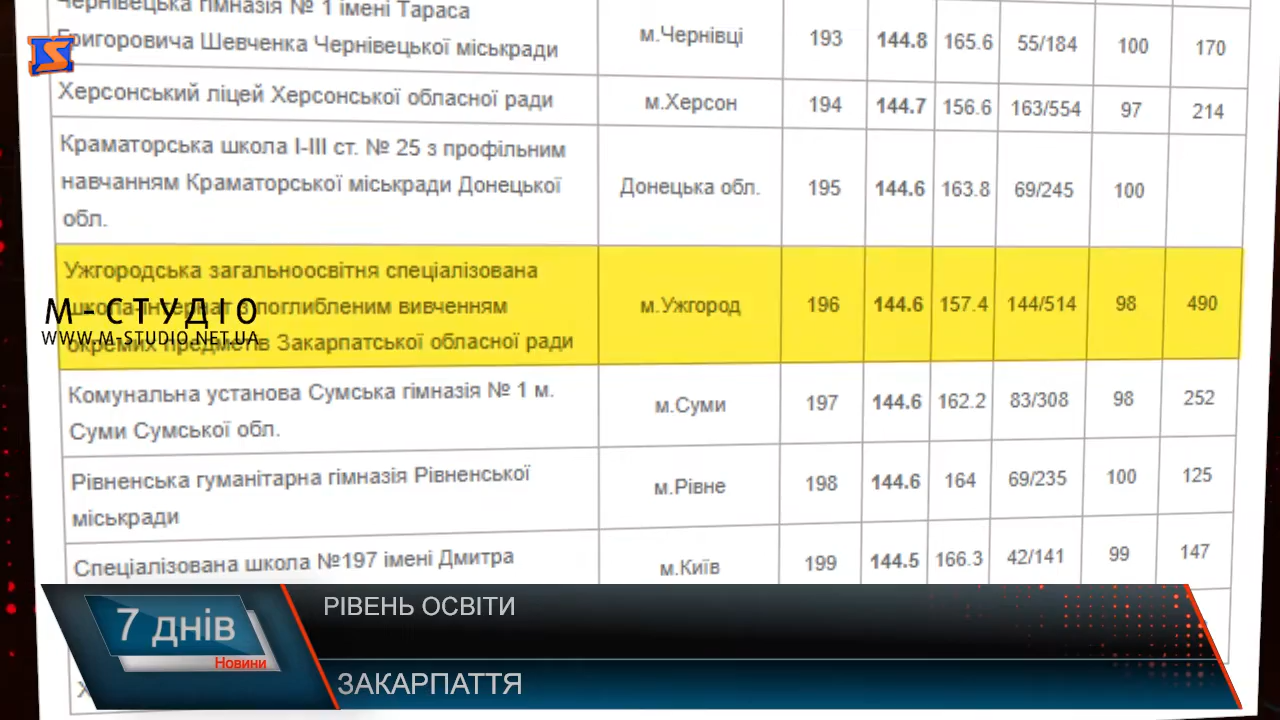 Чернівецька гімназія № 1 імені Тараса
Григоровича Шевченка Чернівецької міськради
м.Чернівці 193 144.8 165.6 55/184 100 170
Херсонський ліцей Херсонської обласної ради м.Херсон 194 144.7 156.6 163/554 97 214
Краматорська школа І-ІІІ ст. № 25 з профільним
навчанням Краматорської міськради Донецької
обл.
Донецька обл. 195 144.6 163.8 69/245 100
Ужгородська загальноосвітня спеціалізована
школа-інтернат з поглибленим вивченням
окремих предметів Закарпатської обласної ради
м.Ужгород 196 144.6 157.4 144/514 98 490
М-СТУДІО
WWW.M-STUDIO.NET.UA
Комунальна установа Сумська гімназія № 1 м.
Суми Сумської обл.
м.Суми 197 144.6 162.2 83/308 98 252
Рівненська гуманітарна гімназія Рівненської
міськради
м.Рівне 198 144.6 164 69/235 100 125
Спеціалізована школа №197 імені Дмитра
м.Київ 199 144.5 166.3 42/141 99 147
7 днів
Новини
РІВЕНЬ ОСВІТИ
ЗАКАРПАТТЯ